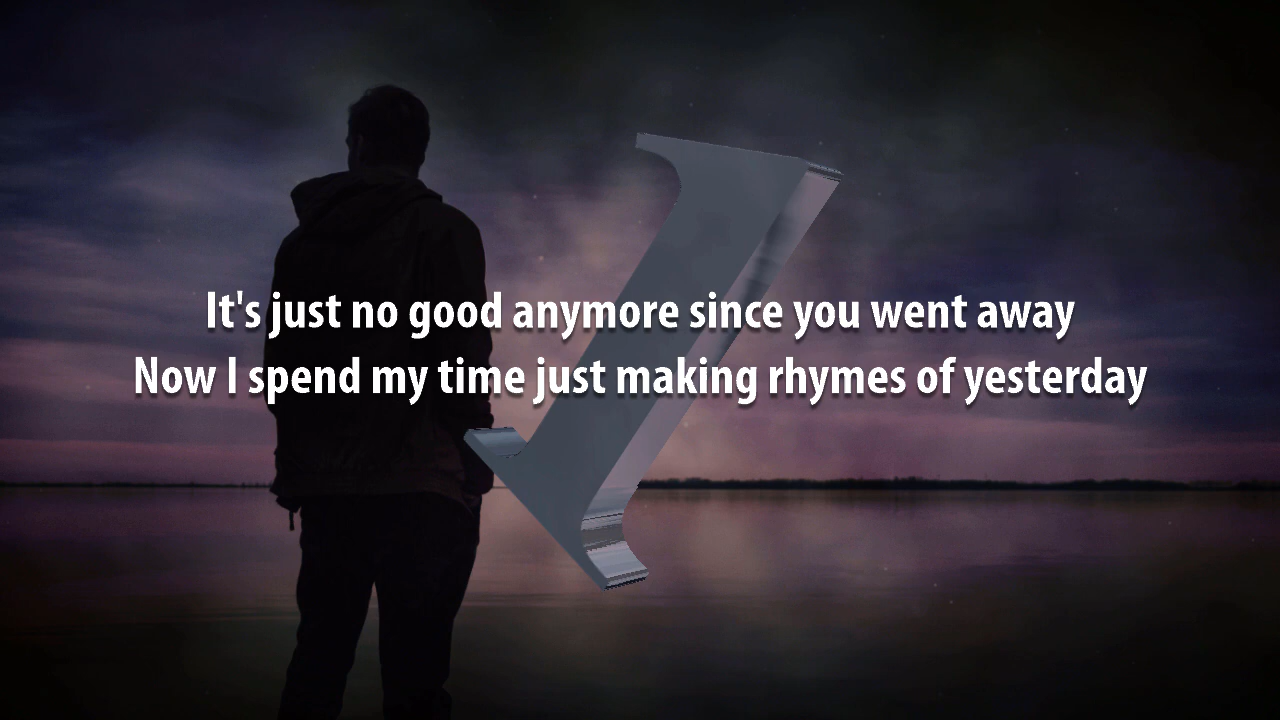 It's just no good anymore since you went away
Now I spend my time just making rhymes of yesterday